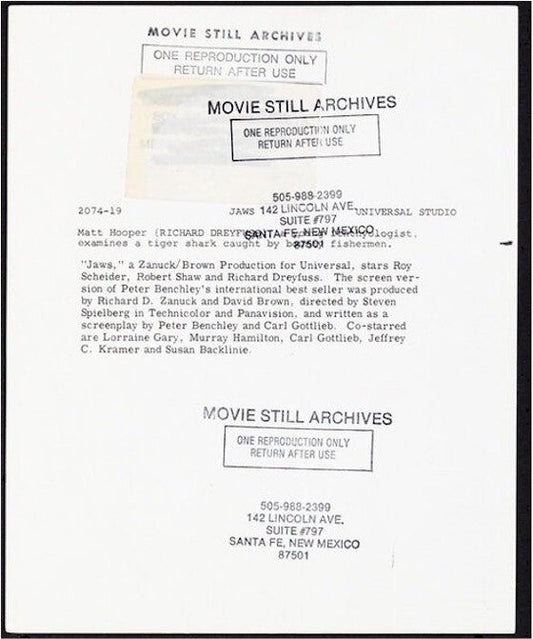 MOVIE STILL ARCHIVES
ONE REPRODUCTION ONLY
RETURN AFTER USE
MOVIE STILL ARCHIVES
ONE REPRODUCTION ONLY
RETURN AFTER USE
505-988-2399
2074-19 JAWS 142 LINCOLN AVE. UNIVERSAL STUDIO
SUITE #797
Matt Hooper (RICHARD
SANTA FE, NEW MEXICO
examines a tiger shark caught by fishermen.
87501
"Jaws," a Zanuck/Brown Production for Universal, stars Roy
Scheider, Robert Shaw and Richard Dreyfuss. The screen ver-
sion of Peter Benchley's international best seller was produced
by Richard D. Zanuck and David Brown, directed by Steven
Spielberg in Technicolor and Panavision, and written as a
screenplay by Peter Benchley and Carl Gottlieb. Co-starred
are Lorraine Gary, Murray Hamilton, Carl Gottlieb, Jeffrey
C. Kramer and Susan Backlinie.
MOVIE STILL ARCHIVES
ONE REPRODUCTION ONLY
RETURN AFTER USE
505-988-2399
142 LINCOLN AVE.
SUITE #797
SANTA FE, NEW MEXICO
87501